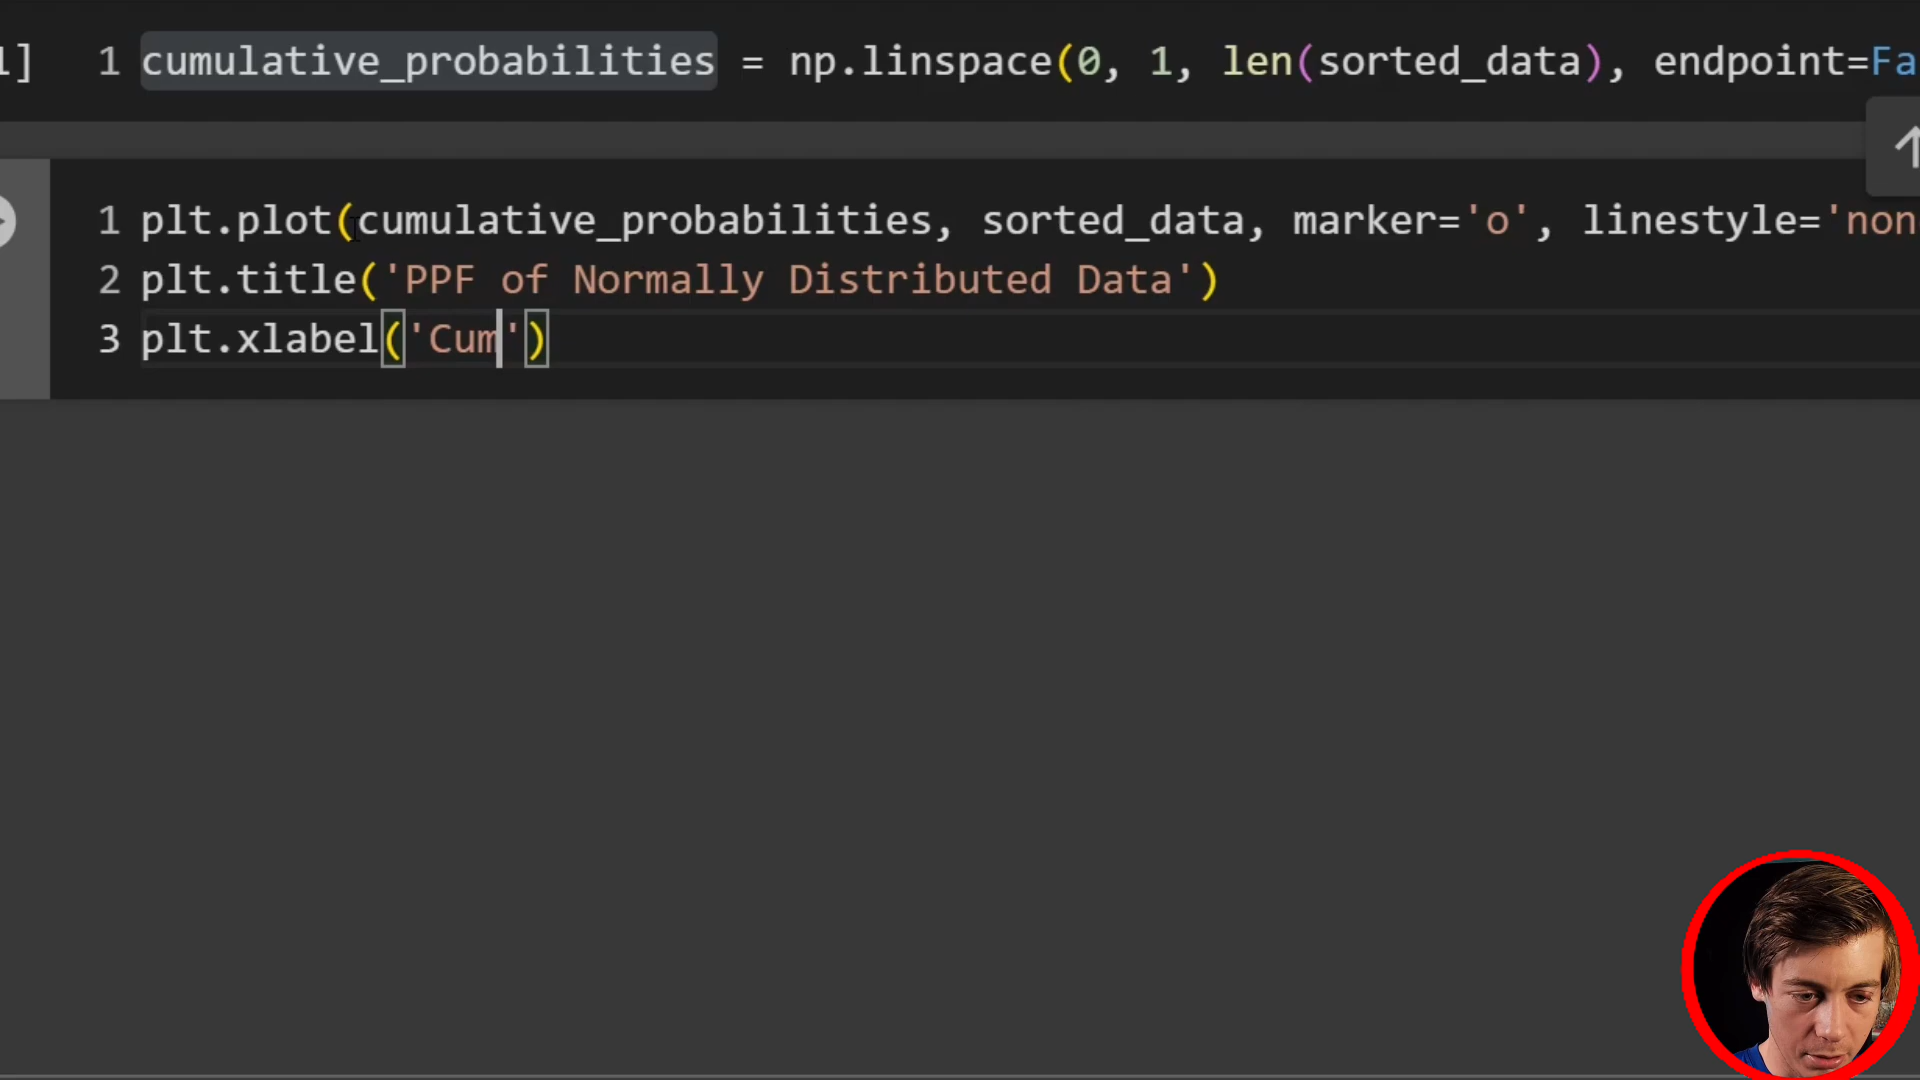 1] 1 cumulative_probabilities = np.linspace(0, 1, len(sorted_data), endpoint=Fa
1 plt.plot(cumulative_probabilities, sorted_data, marker='o', linestyle='non
2 plt.title('PPF of Normally Distributed Data')
3 plt.xlabel('Cum')